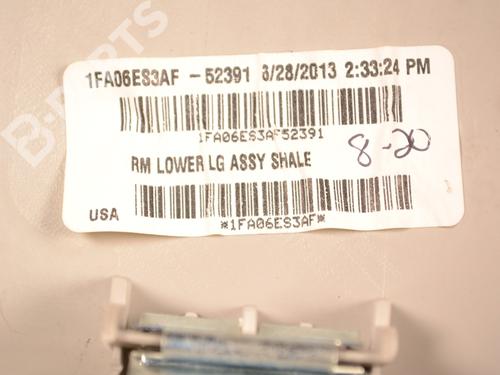 1FA06ES3AF -52391 6/28/2013 2:33:24 PM
1FA06ES3AF52391
RM LOWER LG ASSY SHALE
8-20
USA
*1FA06ES3AF*
B-PARTS